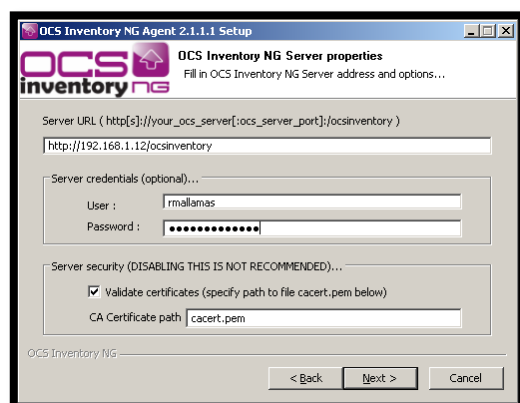 OCS Inventory NG Agent 2.1.1.1 Setup
OCS
inventory NG
OCS Inventory NG Server properties
Fill in OCS Inventory NG Server address and options...
Server URL ( http[s]://your_ocs_server[:ocs_server_port]:/ocsinventory )
http://192.168.1.12/ocsinventory
Server credentials (optional)...
User :
rmallamas
Password :
●●●●●●●●●●●●●
Server security (DISABLING THIS IS NOT RECOMMENDED)...
Validate certificates (specify path to file cacert.pem below)
CA Certificate path
cacert.pem
OCS Inventory NG
< Back
Next >
Cancel